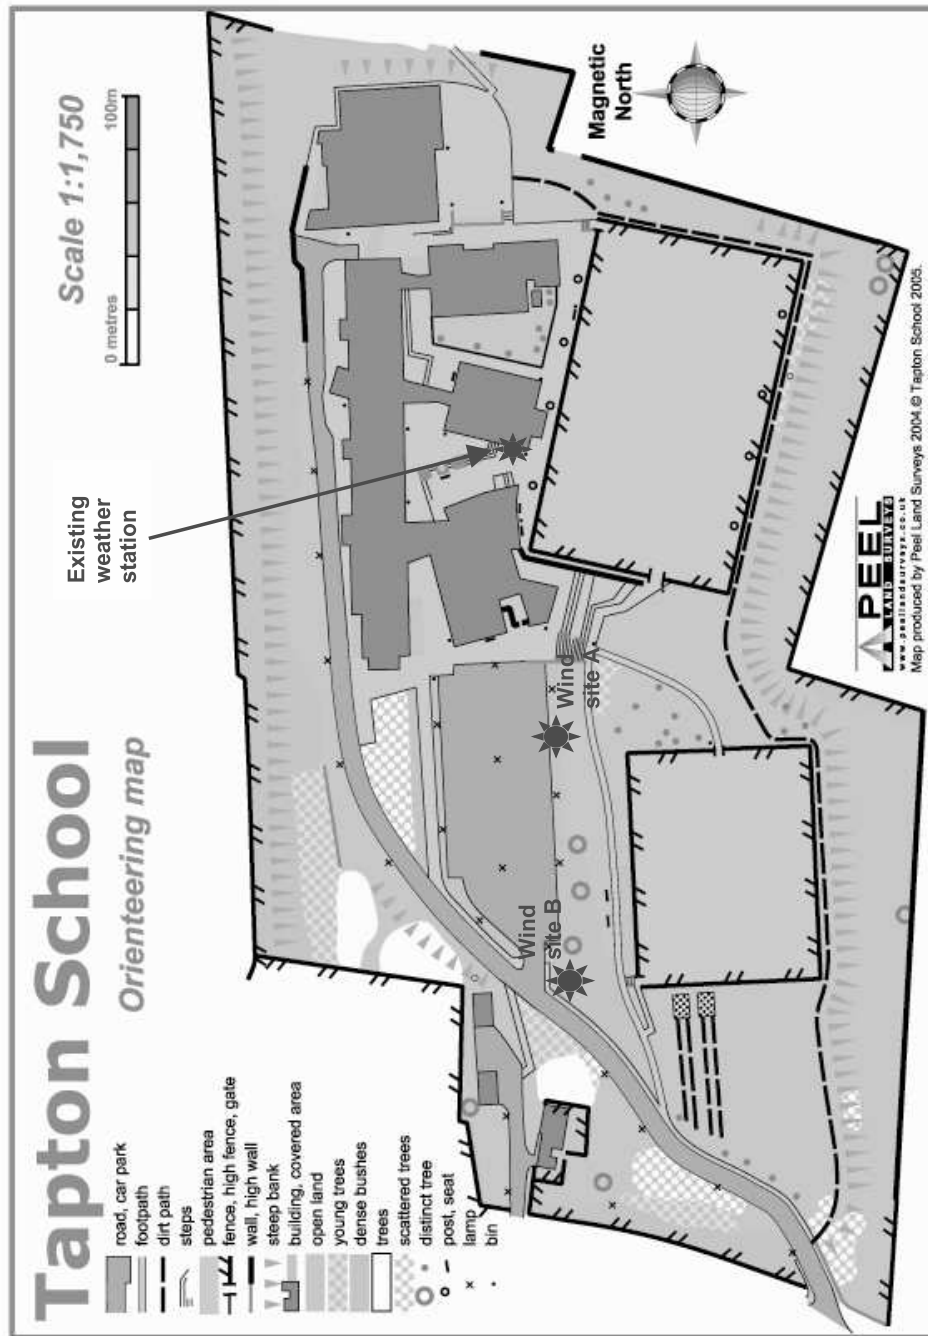 Tapton School
Orienteering map
Scale 1:1,750
0 metres
100m
Existing
weather
station
Magnetic
North
Wind
site A
Wind
site B
road, car park
footpath
dirt path
steps
pedestrian area
fence, high fence, gate
wall, high wall
steep bank
building, covered area
open land
young trees
dense bushes
trees
scattered trees
distinct tree
post, seat
lamp
bin
PEEL
LAND SURVEYS
www.peellandsurveys.co.uk
Map produced by Peel Land Surveys 2004.© Tapton School 2005.